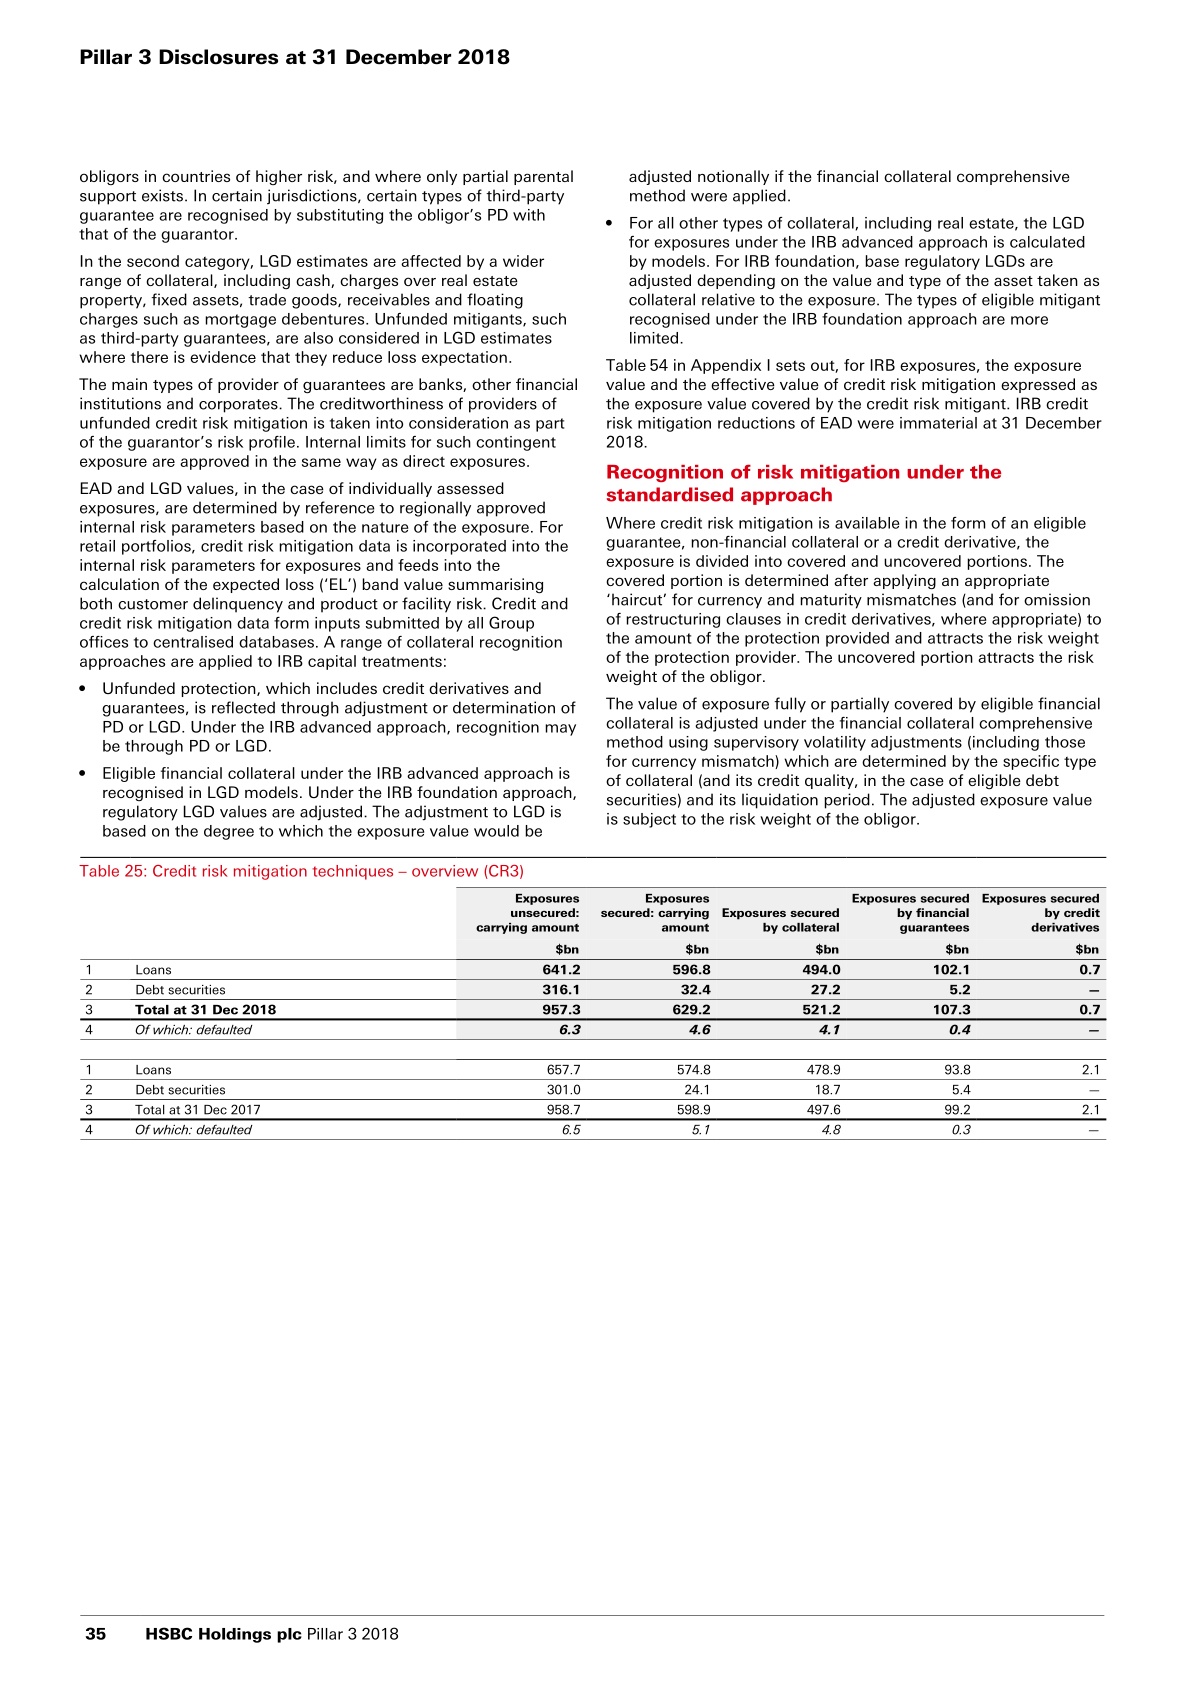 Pillar 3 Disclosures at 31 December 2018
obligors in countries of higher risk, and where only partial parental
support exists. In certain jurisdictions, certain types of third-party
guarantee are recognised by substituting the obligor’s PD with
that of the guarantor.
In the second category, LGD estimates are affected by a wider
range of collateral, including cash, charges over real estate
property, fixed assets, trade goods, receivables and floating
charges such as mortgage debentures. Unfunded mitigants, such
as third-party guarantees, are also considered in LGD estimates
where there is evidence that they reduce loss expectation.
The main types of provider of guarantees are banks, other financial
institutions and corporates. The creditworthiness of providers of
unfunded credit risk mitigation is taken into consideration as part
of the guarantor’s risk profile. Internal limits for such contingent
exposure are approved in the same way as direct exposures.
EAD and LGD values, in the case of individually assessed
exposures, are determined by reference to regionally approved
internal risk parameters based on the nature of the exposure. For
retail portfolios, credit risk mitigation data is incorporated into the
internal risk parameters for exposures and feeds into the
calculation of the expected loss (‘EL’) band value summarising
both customer delinquency and product or facility risk. Credit and
credit risk mitigation data form inputs submitted by all Group
offices to centralised databases. A range of collateral recognition
approaches are applied to IRB capital treatments:
• Unfunded protection, which includes credit derivatives and
guarantees, is reflected through adjustment or determination of
PD or LGD. Under the IRB advanced approach, recognition may
be through PD or LGD.
• Eligible financial collateral under the IRB advanced approach is
recognised in LGD models. Under the IRB foundation approach,
regulatory LGD values are adjusted. The adjustment to LGD is
based on the degree to which the exposure value would be
adjusted notionally if the financial collateral comprehensive
method were applied.
• For all other types of collateral, including real estate, the LGD
for exposures under the IRB advanced approach is calculated
by models. For IRB foundation, base regulatory LGDs are
adjusted depending on the value and type of the asset taken as
collateral relative to the exposure. The types of eligible mitigant
recognised under the IRB foundation approach are more
limited.
Table 54 in Appendix I sets out, for IRB exposures, the exposure
value and the effective value of credit risk mitigation expressed as
the exposure value covered by the credit risk mitigant. IRB credit
risk mitigation reductions of EAD were immaterial at 31 December
2018.
Recognition of risk mitigation under the
standardised approach
Where credit risk mitigation is available in the form of an eligible
guarantee, non-financial collateral or a credit derivative, the
exposure is divided into covered and uncovered portions. The
covered portion is determined after applying an appropriate
‘haircut’ for currency and maturity mismatches (and for omission
of restructuring clauses in credit derivatives, where appropriate) to
the amount of the protection provided and attracts the risk weight
of the protection provider. The uncovered portion attracts the risk
weight of the obligor.
The value of exposure fully or partially covered by eligible financial
collateral is adjusted under the financial collateral comprehensive
method using supervisory volatility adjustments (including those
for currency mismatch) which are determined by the specific type
of collateral (and its credit quality, in the case of eligible debt
securities) and its liquidation period. The adjusted exposure value
is subject to the risk weight of the obligor.
Table 25: Credit risk mitigation techniques – overview (CR3)
Exposures Exposures Exposures secured Exposures secured
unsecured: secured: carrying Exposures secured by financial by credit
carrying amount amount by collateral guarantees derivatives
$bn $bn $bn $bn $bn
1 Loans 641.2 596.8 494.0 102.1 0.7
2 Debt securities 316.1 32.4 27.2 5.2 —
3 Total at 31 Dec 2018 957.3 629.2 521.2 107.3 0.7
4 Of which: defaulted 6.3 4.6 4.1 0.4 —
1 Loans 657.7 574.8 478.9 93.8 2.1
2 Debt securities 301.0 24.1 18.7 5.4 —
3 Total at 31 Dec 2017 958.7 598.9 497.6 99.2 2.1
4 Of which: defaulted 6.5 5.1 4.8 0.3 —
35 HSBC Holdings plc Pillar 3 2018